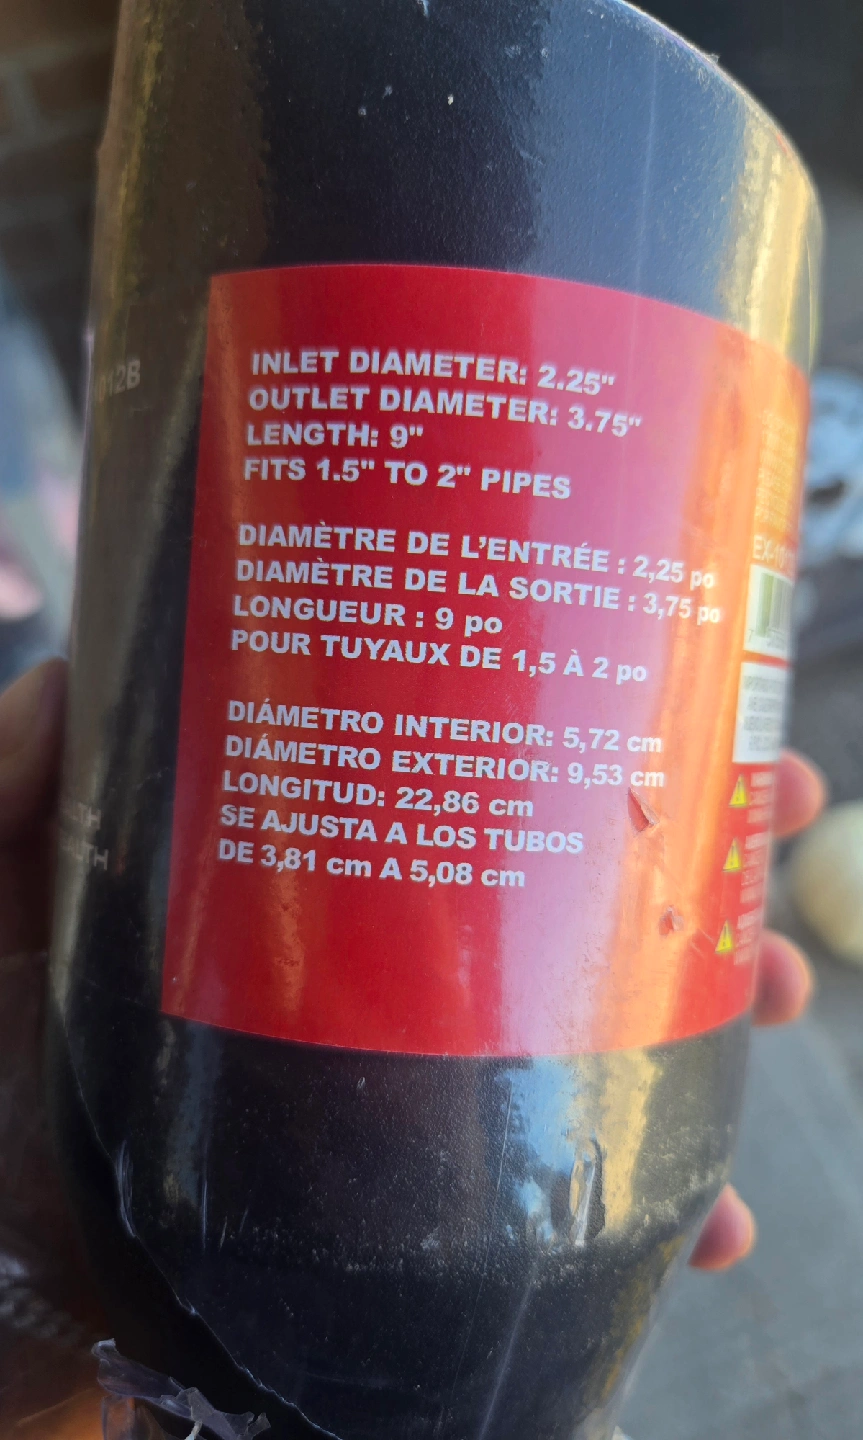 INLET DIAMETER: 2.25"
OUTLET DIAMETER: 3.75"
LENGTH: 9"
FITS 1.5" TO 2" PIPES
DIAMÈTRE DE L'ENTRÉE : 2,25 po
DIAMÈTRE DE LA SORTIE : 3,75 po
LONGUEUR : 9 po
POUR TUYAUX DE 1,5 À 2 po
DIÁMETRO INTERIOR: 5,72 cm
DIÁMETRO EXTERIOR: 9,53 cm
LONGITUD: 22,86 cm
SE AJUSTA A LOS TUBOS
DE 3,81 cm A 5,08 cm